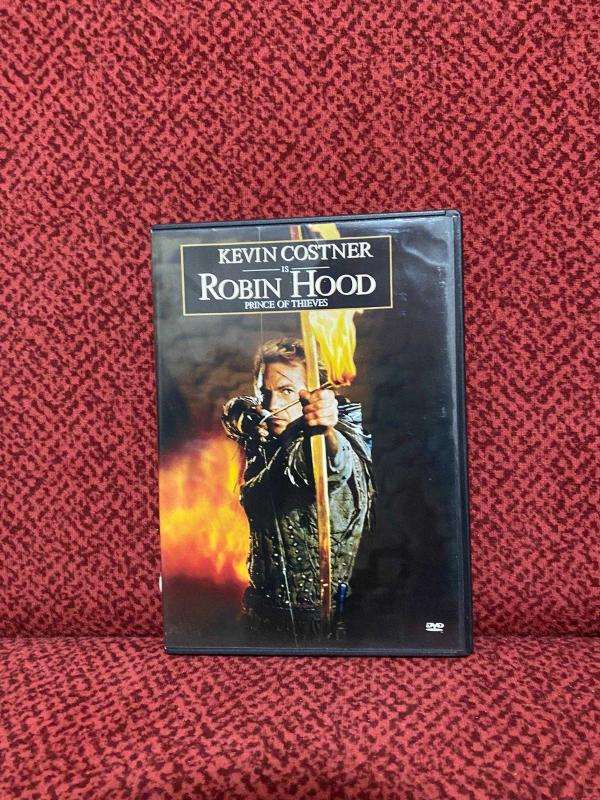 KEVIN COSTNER
IS
ROBIN HOOD
PRINCE OF THIEVES
DVD